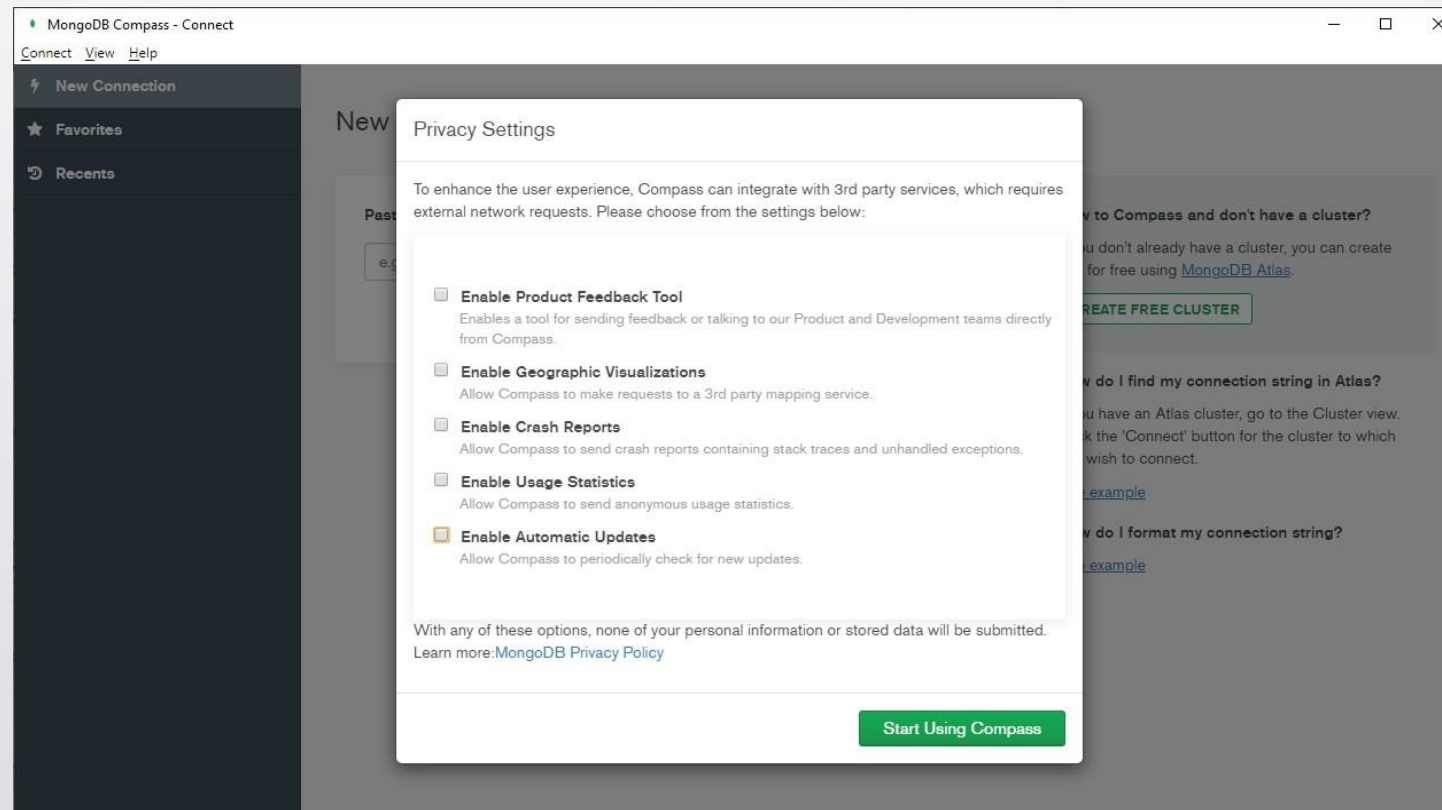 MongoDB Compass - Connect
Connect View Help
New Connection
Favorites
Recents
New
Past
e.g
Privacy Settings
To enhance the user experience, Compass can integrate with 3rd party services, which requires
external network requests. Please choose from the settings below:
Enable Product Feedback Tool
Enables a tool for sending feedback or talking to our Product and Development teams directly
from Compass.
Enable Geographic Visualizations
Allow Compass to make requests to a 3rd party mapping service.
Enable Crash Reports
Allow Compass to send crash reports containing stack traces and unhandled exceptions.
Enable Usage Statistics
Allow Compass to send anonymous usage statistics.
Enable Automatic Updates
Allow Compass to periodically check for new updates.
With any of these options, none of your personal information or stored data will be submitted.
Learn more:MongoDB Privacy Policy
Start Using Compass
to Compass and don't have a cluster?
u don't already have a cluster, you can create
for free using MongoDB Atlas.
REATE FREE CLUSTER
do I find my connection string in Atlas?
u have an Atlas cluster, go to the Cluster view.
k the 'Connect' button for the cluster to which
wish to connect.
example
do I format my connection string?
example